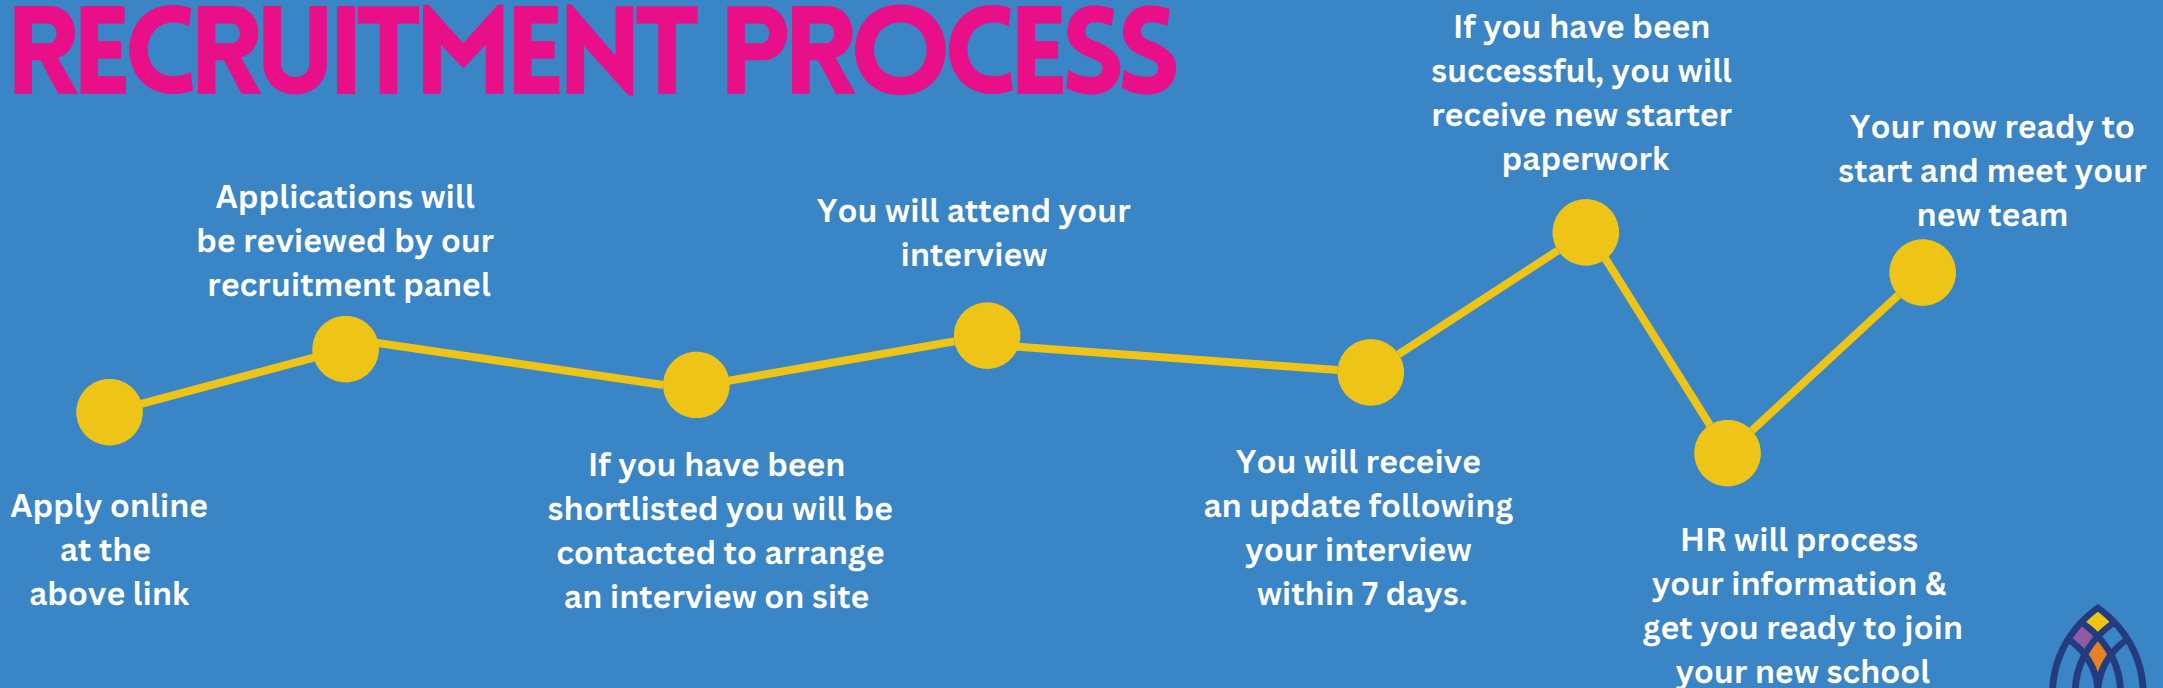 RECRUITMENT PROCESS
Apply online
at the
above link
Applications will
be reviewed by our
recruitment panel
If you have been
shortlisted you will be
contacted to arrange
an interview on site
You will attend your
interview
You will receive
an update following
your interview
within 7 days.
If you have been
successful, you will
receive new starter
paperwork
HR will process
your information &
get you ready to join
your new school
Your now ready to
start and meet your
new team